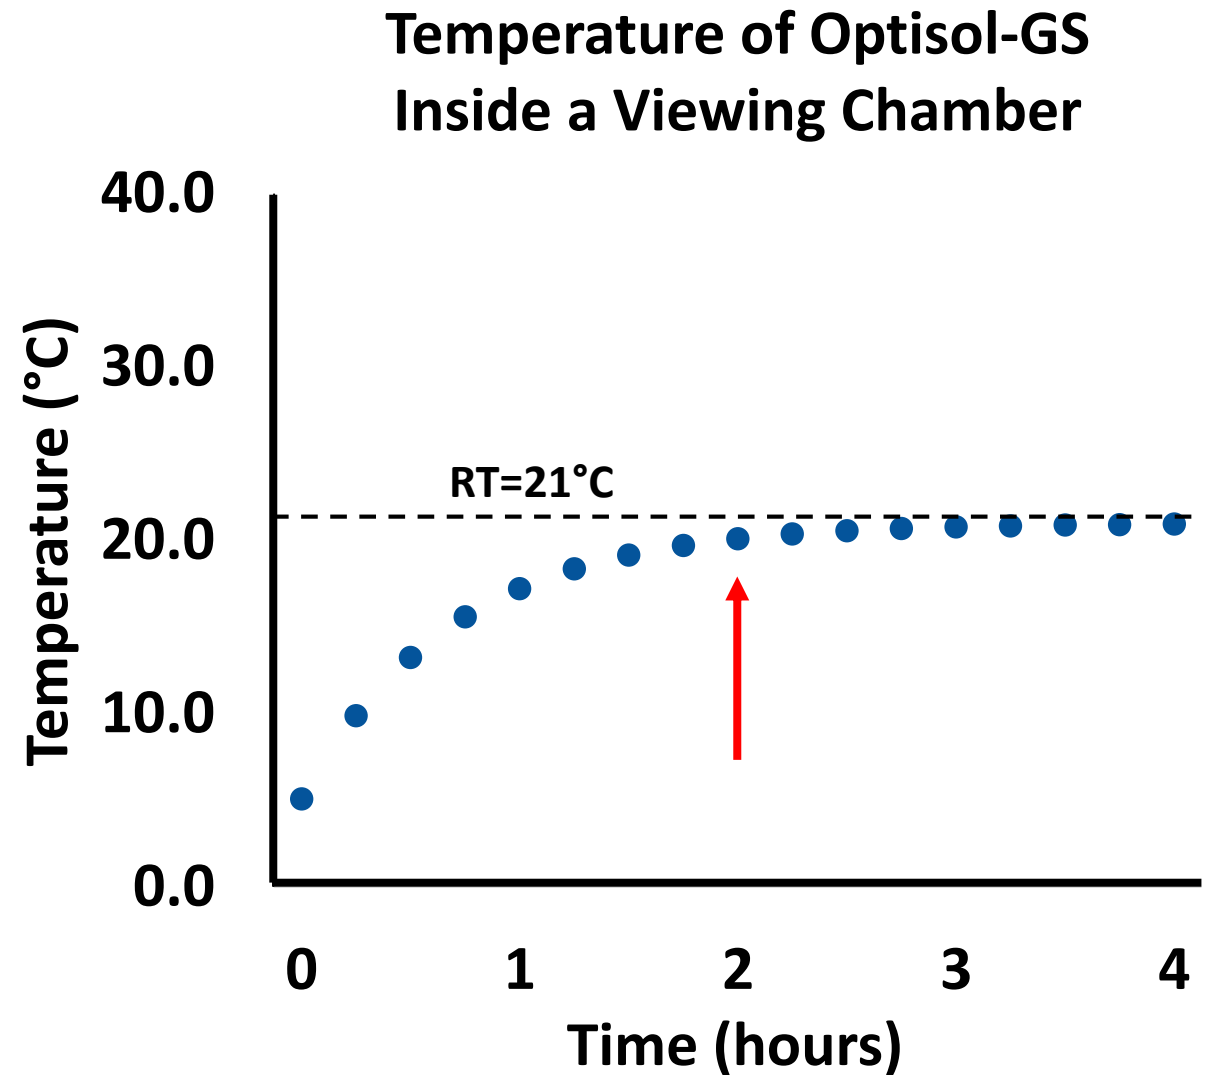 Temperature of Optisol-GS
Inside a Viewing Chamber
40.0
30.0
20.0
10.0
0.0
Temperature (°C)
RT=21°C
0 1 2 3 4
Time (hours)